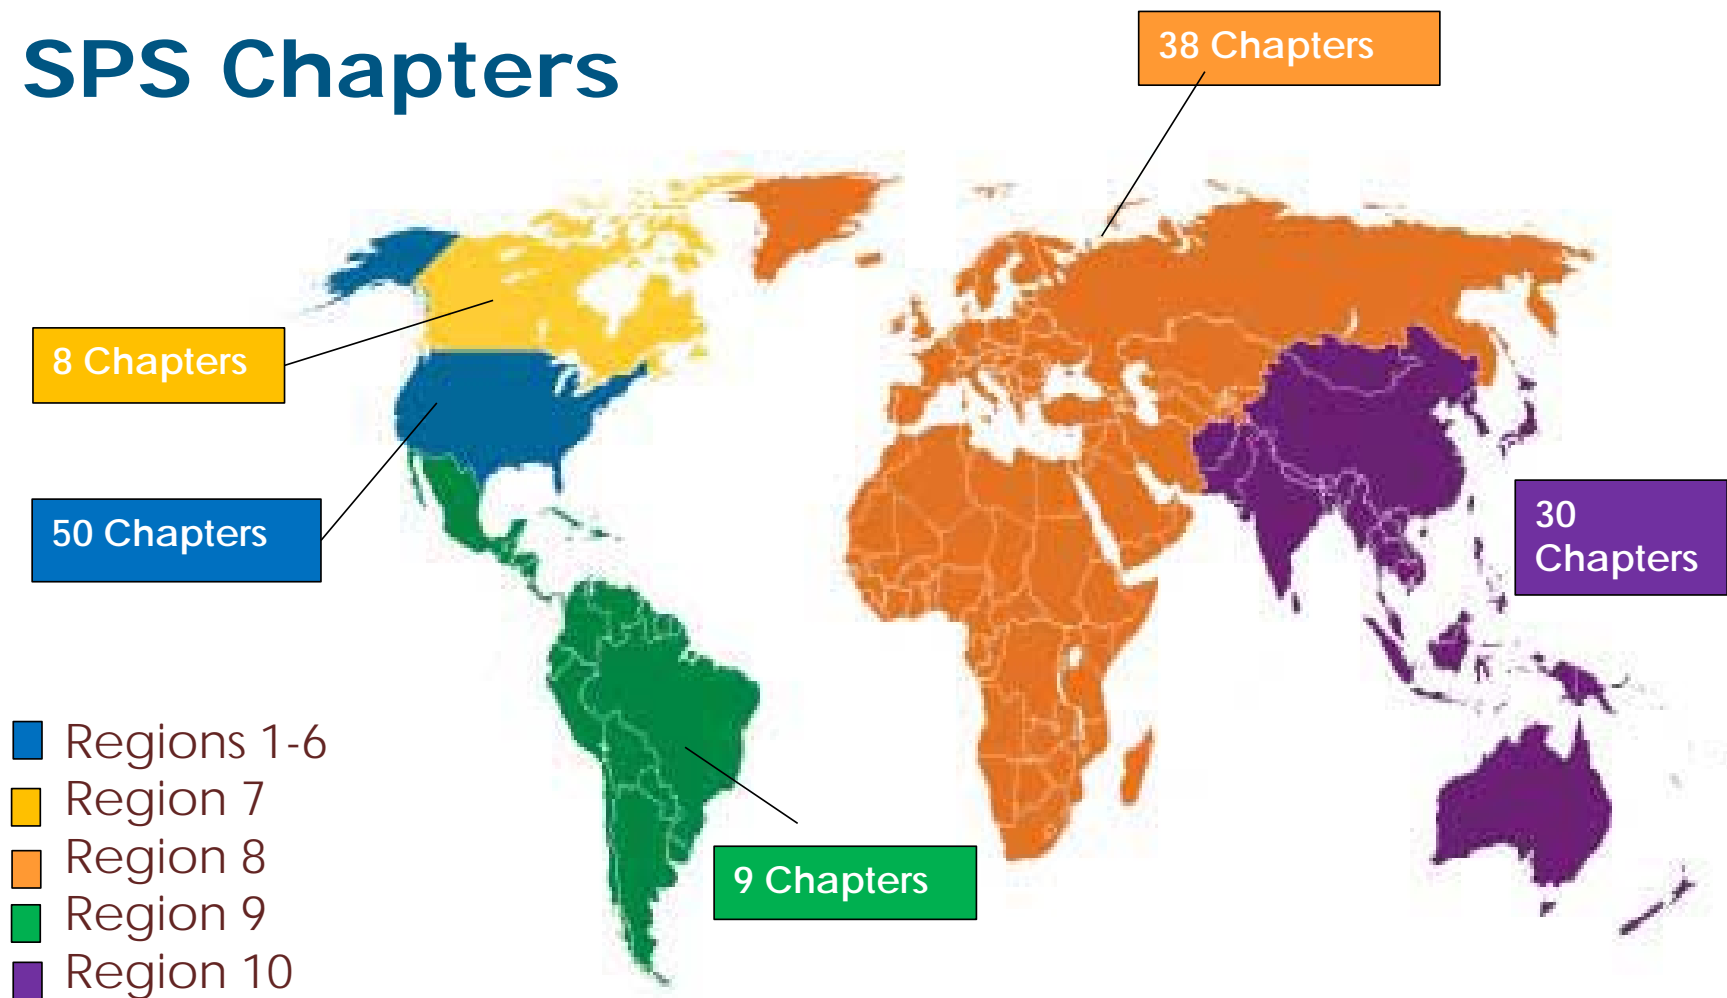 SPS Chapters
38 Chapters
8 Chapters
50 Chapters
30
Chapters
9 Chapters
Regions 1-6
Region 7
Region 8
Region 9
Region 10